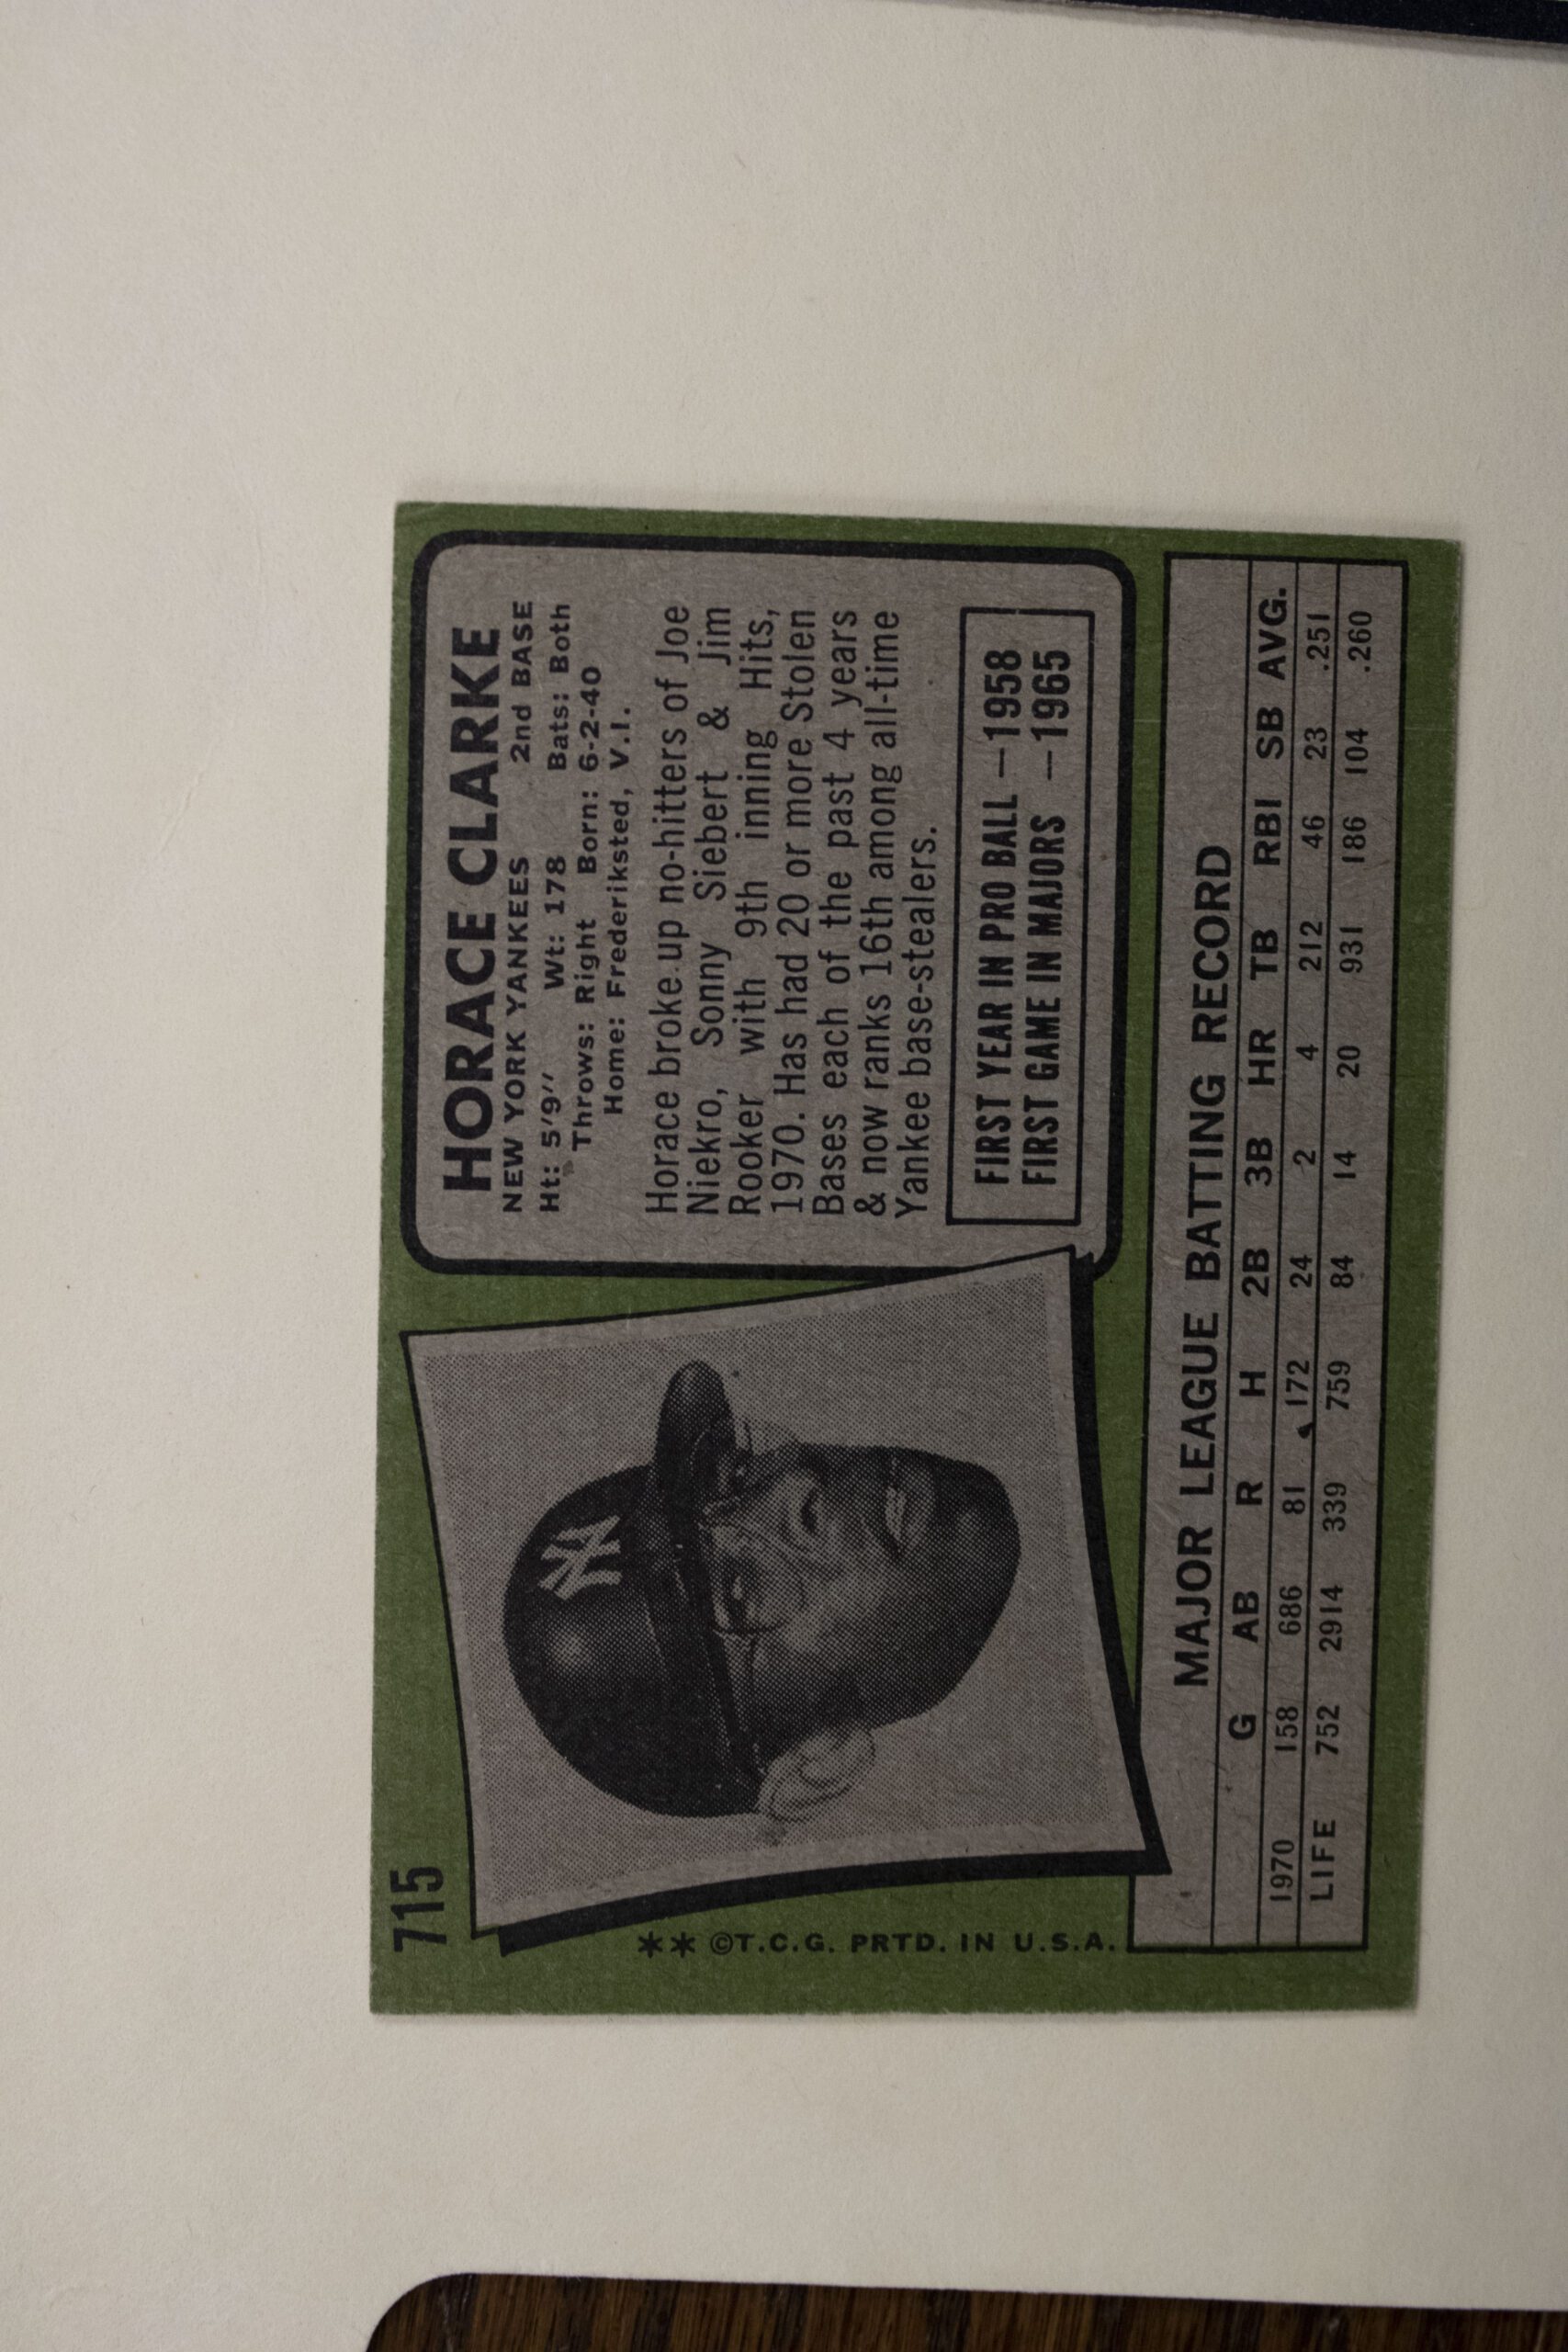 715
HORACE CLARKE
NEW YORK YANKEES 2nd BASE
Ht: 5'9'' Wt: 178 Bats: Both
Throws: Right Born: 6-2-40
Home: Frederiksted, V.I.
Horace broke up no-hitters of Joe
Niekro, Sonny Siebert & Jim
Rooker with 9th inning Hits,
1970. Has had 20 or more Stolen
Bases each of the past 4 years
& now ranks 16th among all-time
Yankee base-stealers.
FIRST YEAR IN PRO BALL —1958
FIRST GAME IN MAJORS —1965
NY
** ©T.C.G. PRTD. IN U.S.A.
MAJOR LEAGUE BATTING RECORD
G AB R H 2B 3B HR TB RBI SB AVG.
1970 158 686 81 172 24 2 4 212 46 23 .251
LIFE 752 2914 339 759 84 14 20 931 186 104 .260